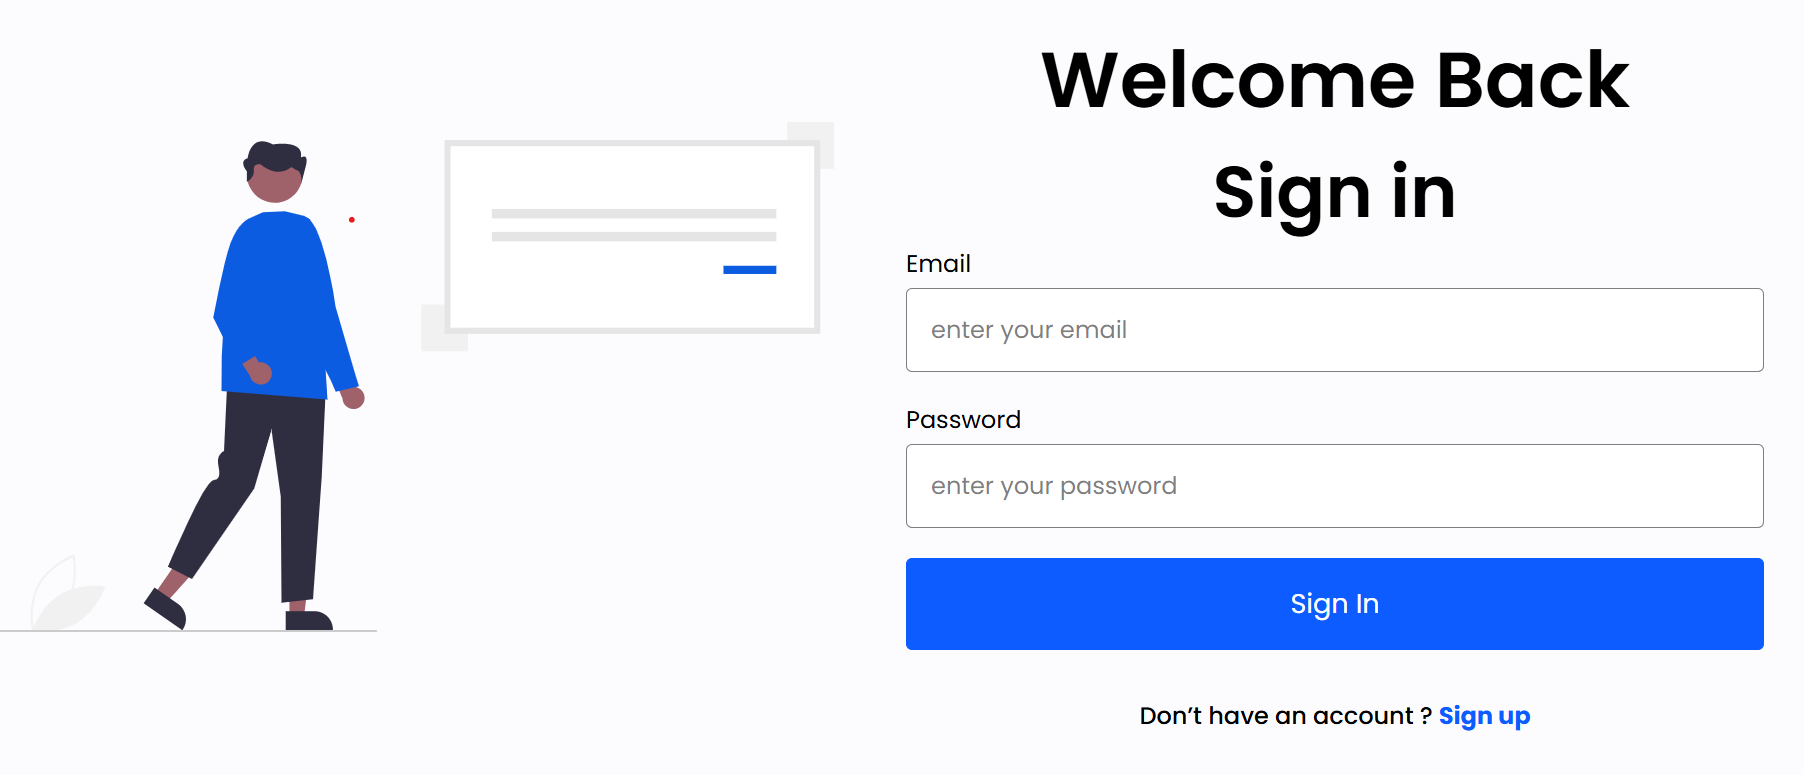 Welcome Back
Sign in
Email
enter your email
Password
enter your password
Sign In
Don’t have an account ? Sign up